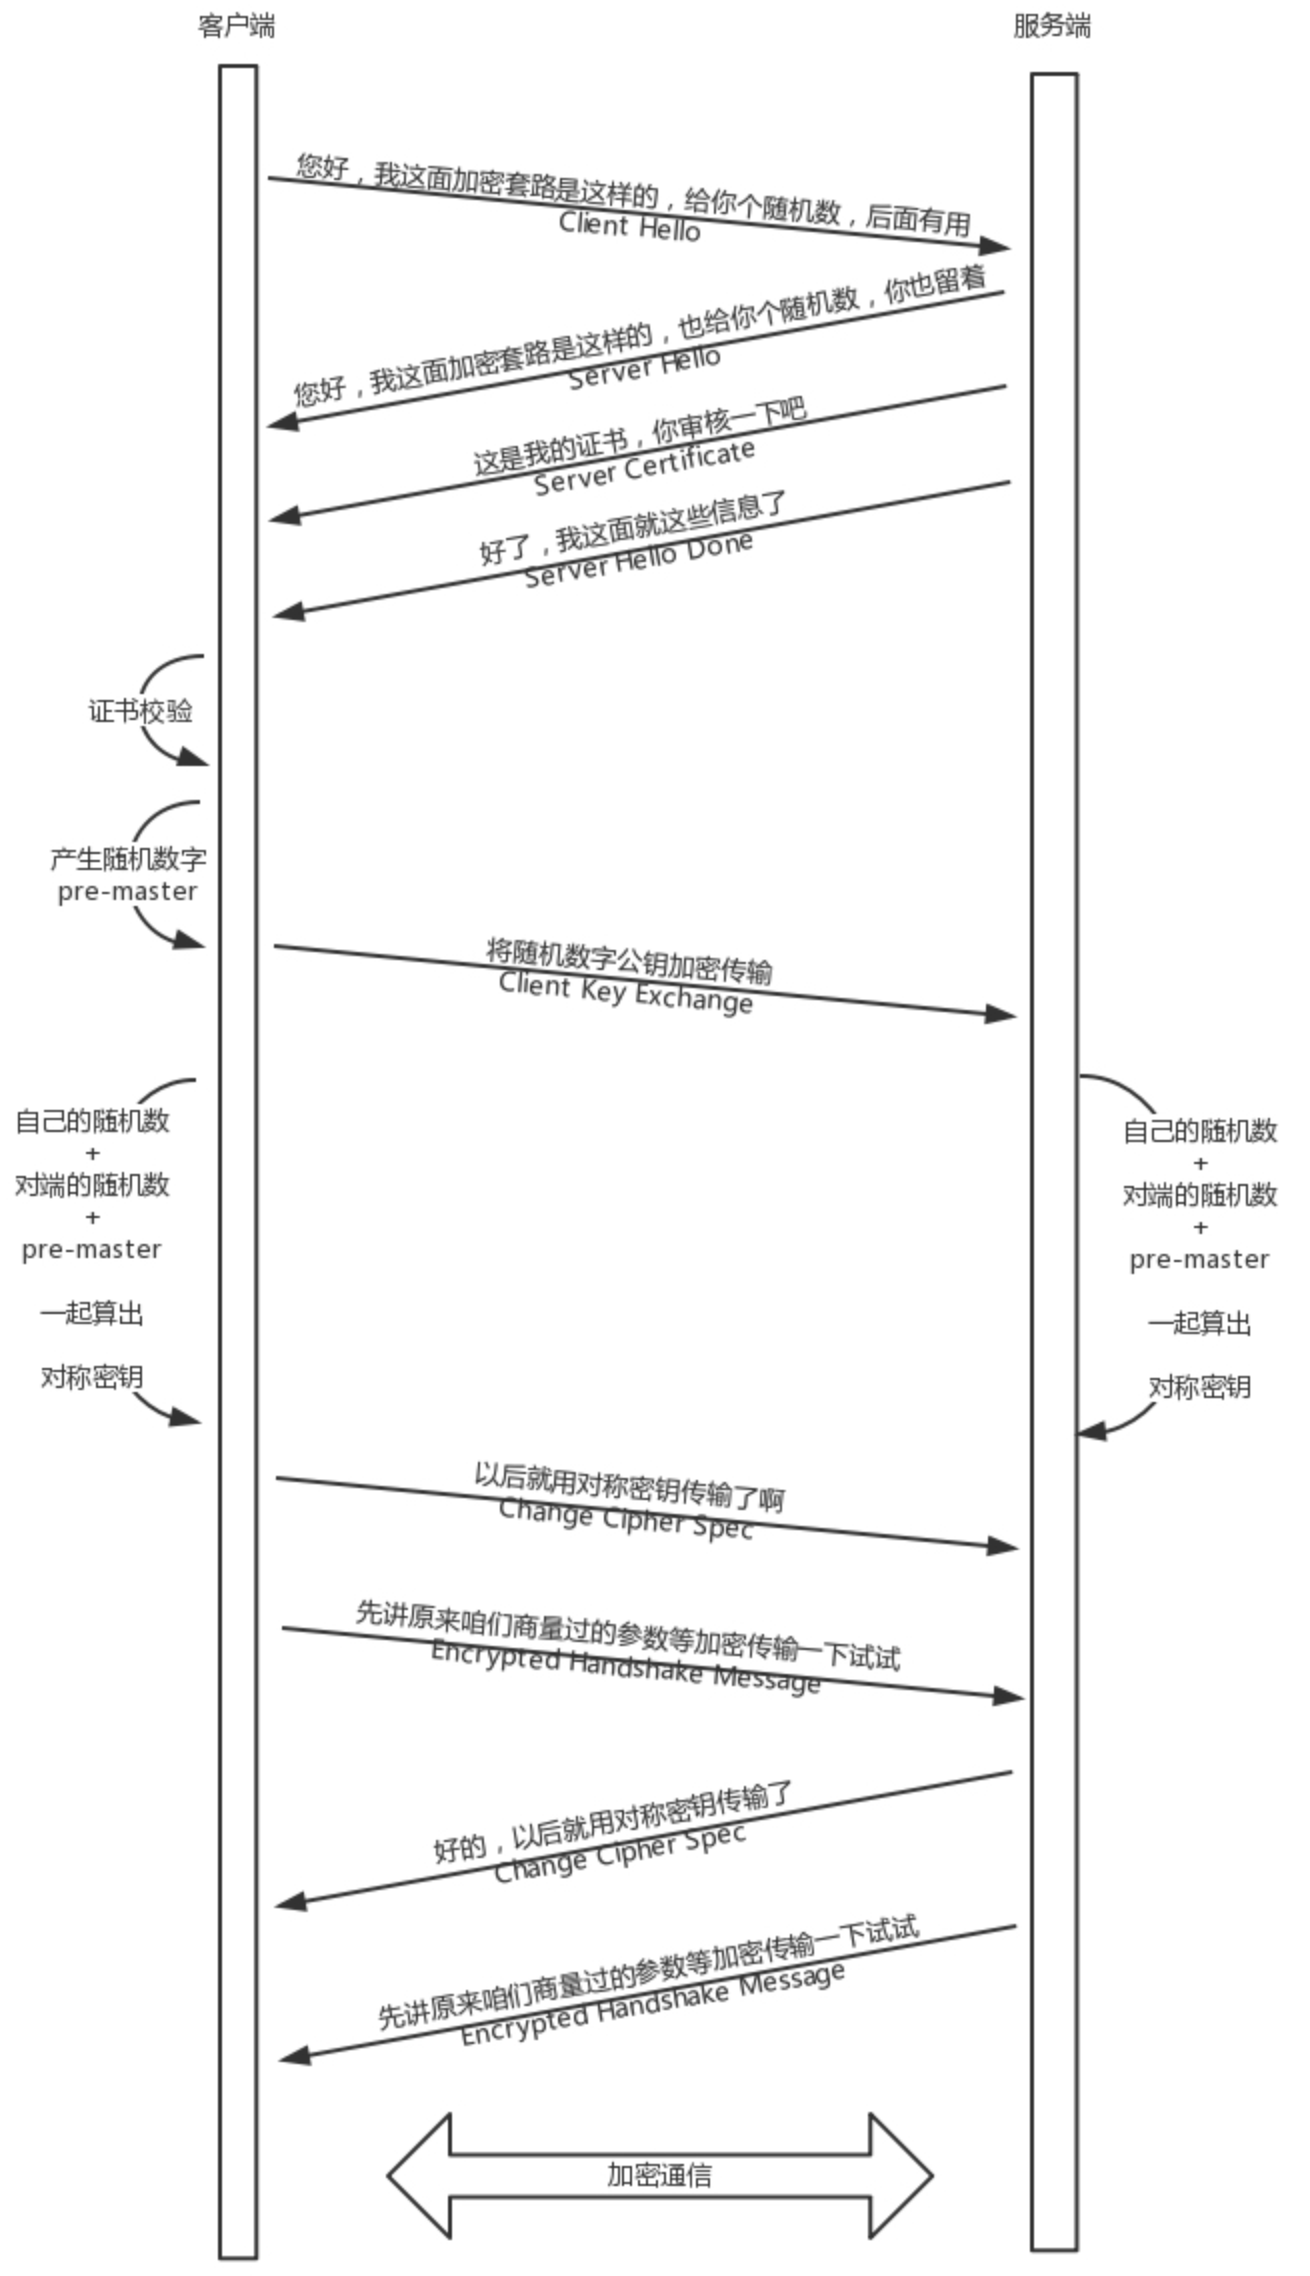 客户端
服务端
您好，我这面加密套路是这样的，给你个随机数，后面有用
Client Hello
您好，我这面加密套路是这样的，也给你个随机数，你也留着
Server Hello
这是我的证书，你审核一下吧
Server Certificate
好了，我这面就这些信息了
Server Hello Done
证书校验
产生随机数字
pre-master
将随机数字公钥加密传输
Client Key Exchange
自己的随机数
+
对端的随机数
+
pre-master
一起算出
对称密钥
自己的随机数
+
对端的随机数
+
pre-master
一起算出
对称密钥
以后就用对称密钥传输了啊
Change Cipher Spec
先讲原来咱们商量过的参数等加密传输一下试试
Encrypted Handshake Message
好的，以后就用对称密钥传输了
Change Cipher Spec
先讲原来咱们商量过的参数等加密传输一下试试
Encrypted Handshake Message
加密通信